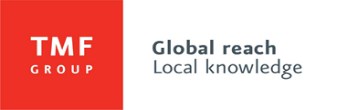 TMF
GROUP
Global reach
Local knowledge